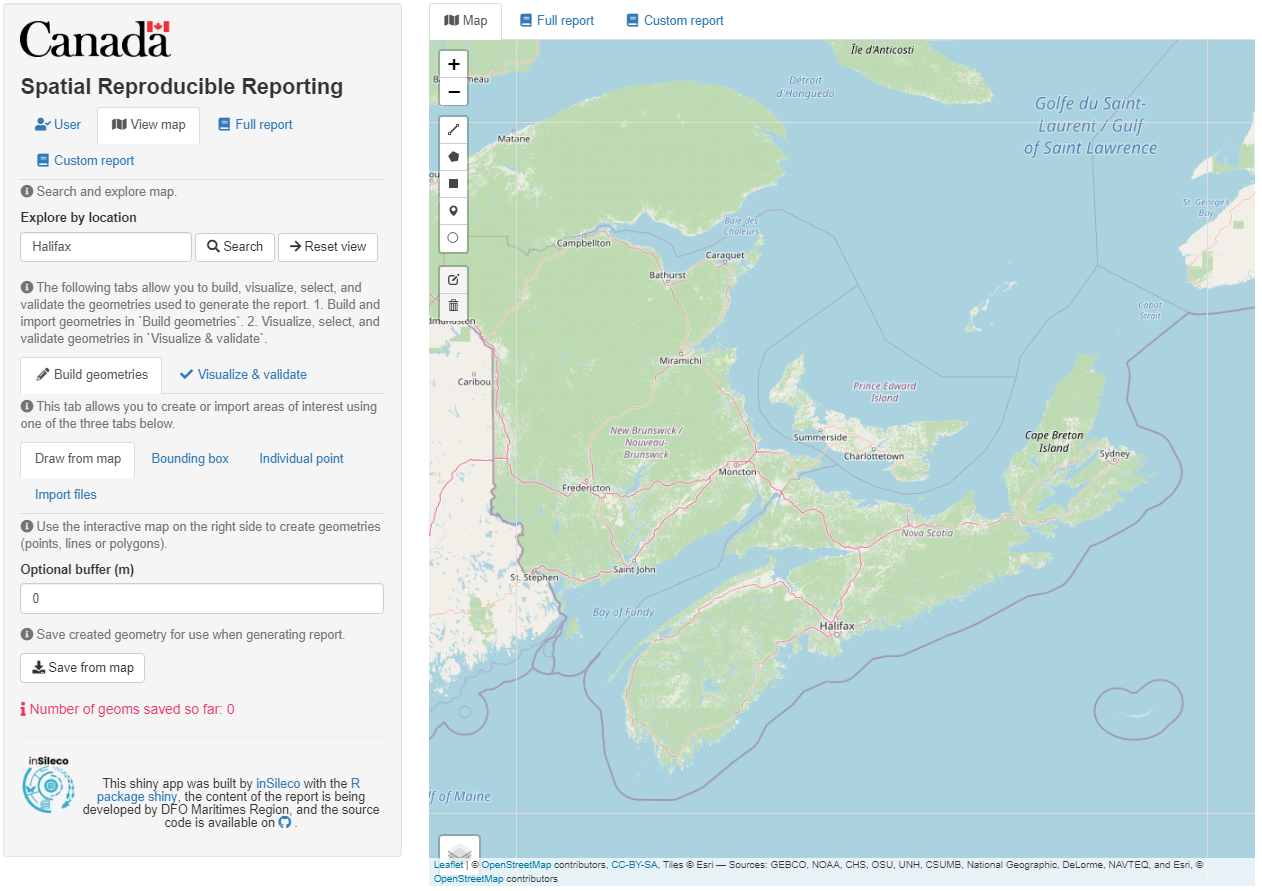 Canada
Spatial Reproducible Reporting
User
View map
Full report
Custom report
Search and explore map.
Explore by location
Halifax
Search
Reset view
The following tabs allow you to build, visualize, select, and
validate the geometries used to generate the report. 1. Build and
import geometries in `Build geometries`. 2. Visualize, select, and
validate geometries in `Visualize & validate`.
Build geometries
Visualize & validate
This tab allows you to create or import areas of interest using
one of the three tabs below.
Draw from map
Bounding box
Individual point
Import files
Use the interactive map on the right side to create geometries
(points, lines or polygons).
Optional buffer (m)
0
Save created geometry for use when generating report.
Save from map
Number of geoms saved so far: 0
inSileco
This shiny app was built by inSileco with the R
package shiny, the content of the report is being
developed by DFO Maritimes Region, and the source
code is available on .
Map
Full report
Custom report
+
−
Île d'Anticosti
Détroit
d'Honguedo
Golfe du Saint-
Laurent / Gulf
of Saint Lawrence
Matane
St. George's
Bay
Baie des
Chaleurs
Campbellton
Caraquet
Bathurst
Cabot
Strait
Miramichi
Caribou
Prince Edward
Island
New Brunswick /
Nouveau-
Brunswick
Summerside
Charlottetown
Cape Breton
Island
Sydney
Moncton
Fredericton
Nova Scotia
Saint John
St. Stephen
Bay of Fundy
Halifax
lf of Maine
Leaflet | © OpenStreetMap contributors, CC-BY-SA, Tiles © Esri — Sources: GEBCO, NOAA, CHS, OSU, UNH, CSUMB, National Geographic, DeLorme, NAVTEQ, and Esri, ©
OpenStreetMap contributors